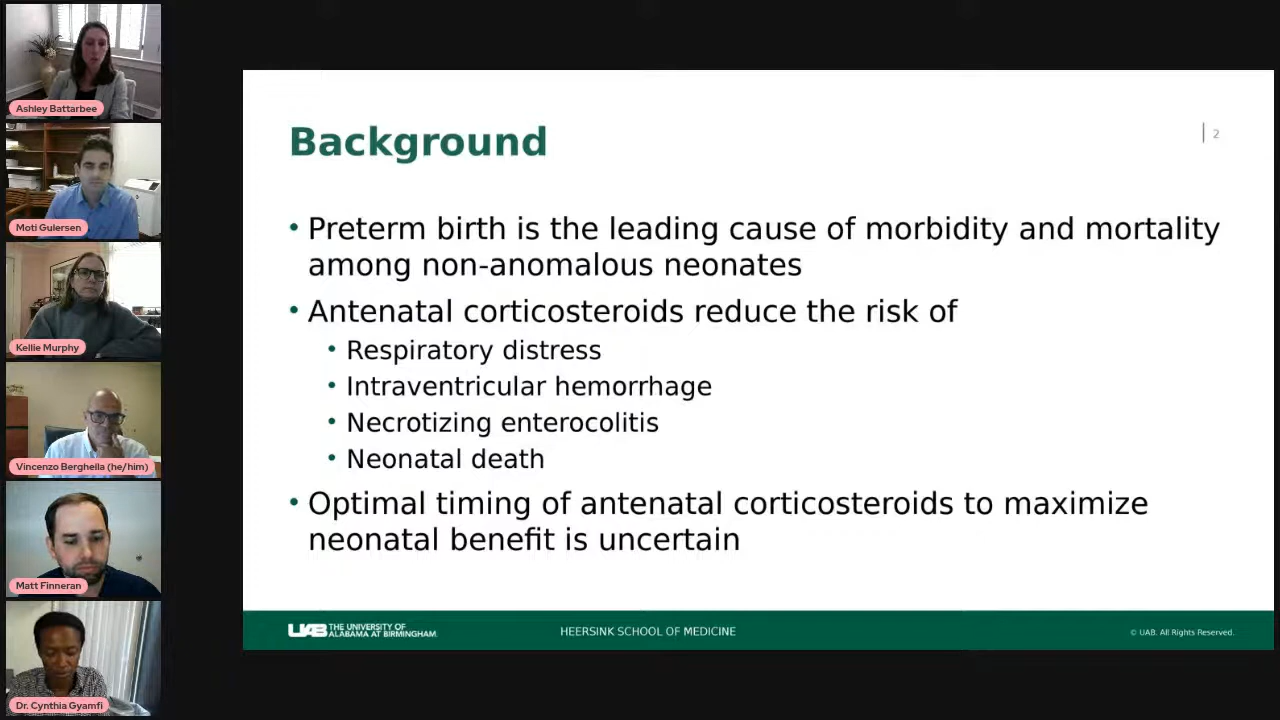 Ashley Battarbee
Moti Gulersen
Kellie Murphy
Vincenzo Berghella (he/him)
Matt Finneran
Dr. Cynthia Gyamfi
Background
2
• Preterm birth is the leading cause of morbidity and mortality
among non-anomalous neonates
• Antenatal corticosteroids reduce the risk of
• Respiratory distress
• Intraventricular hemorrhage
• Necrotizing enterocolitis
• Neonatal death
• Optimal timing of antenatal corticosteroids to maximize
neonatal benefit is uncertain
UAB THE UNIVERSITY OF
ALABAMA AT BIRMINGHAM
HEERSINK SCHOOL OF MEDICINE
© UAB. All Rights Reserved.